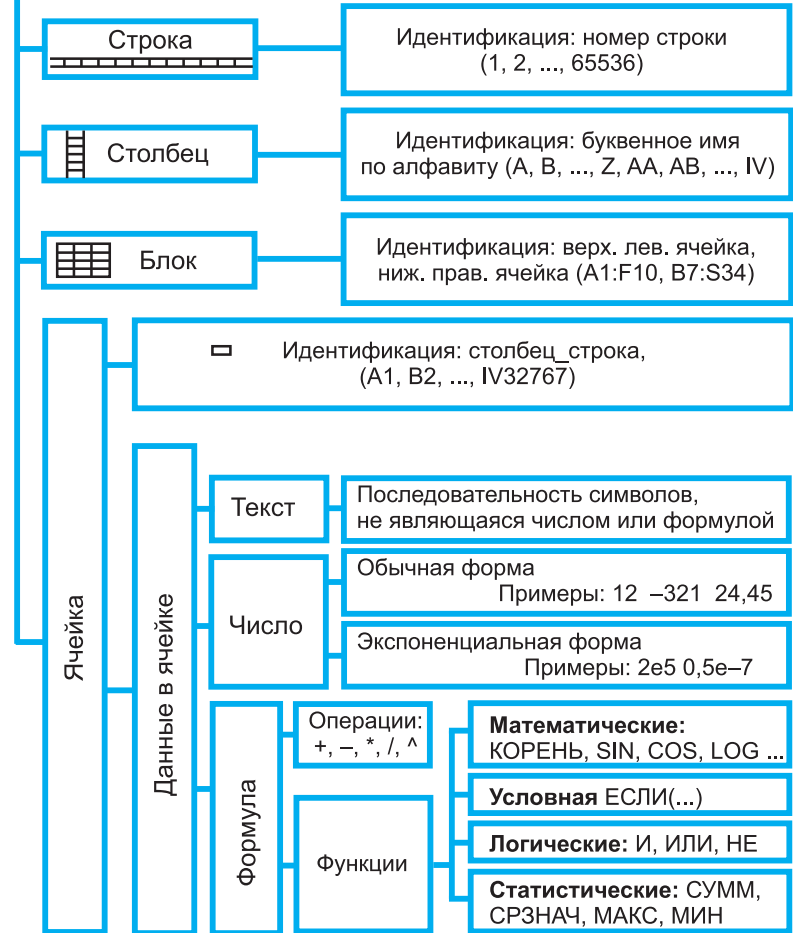 Строка
Идентификация: номер строки
(1, 2, ..., 65536)
Столбец
Идентификация: буквенное имя
по алфавиту (A, B, ..., Z, AA, AB, ..., IV)
Блок
Идентификация: верх. лев. ячейка,
ниж. прав. ячейка (A1:F10, B7:S34)
Ячейка
Идентификация: столбец_строка,
(A1, B2, ..., IV32767)
Данные в ячейке
Текст
Последовательность символов,
не являющаяся числом или формулой
Число
Обычная форма
Примеры: 12 –321 24,45
Экспоненциальная форма
Примеры: 2e5 0,5e–7
Формула
Операции:
+, –, *, /, ^
Функции
Математические:
КОРЕНЬ, SIN, COS, LOG ...
Условная ЕСЛИ(...)
Логические: И, ИЛИ, НЕ
Статистические: СУММ,
СРЗНАЧ, МАКС, МИН